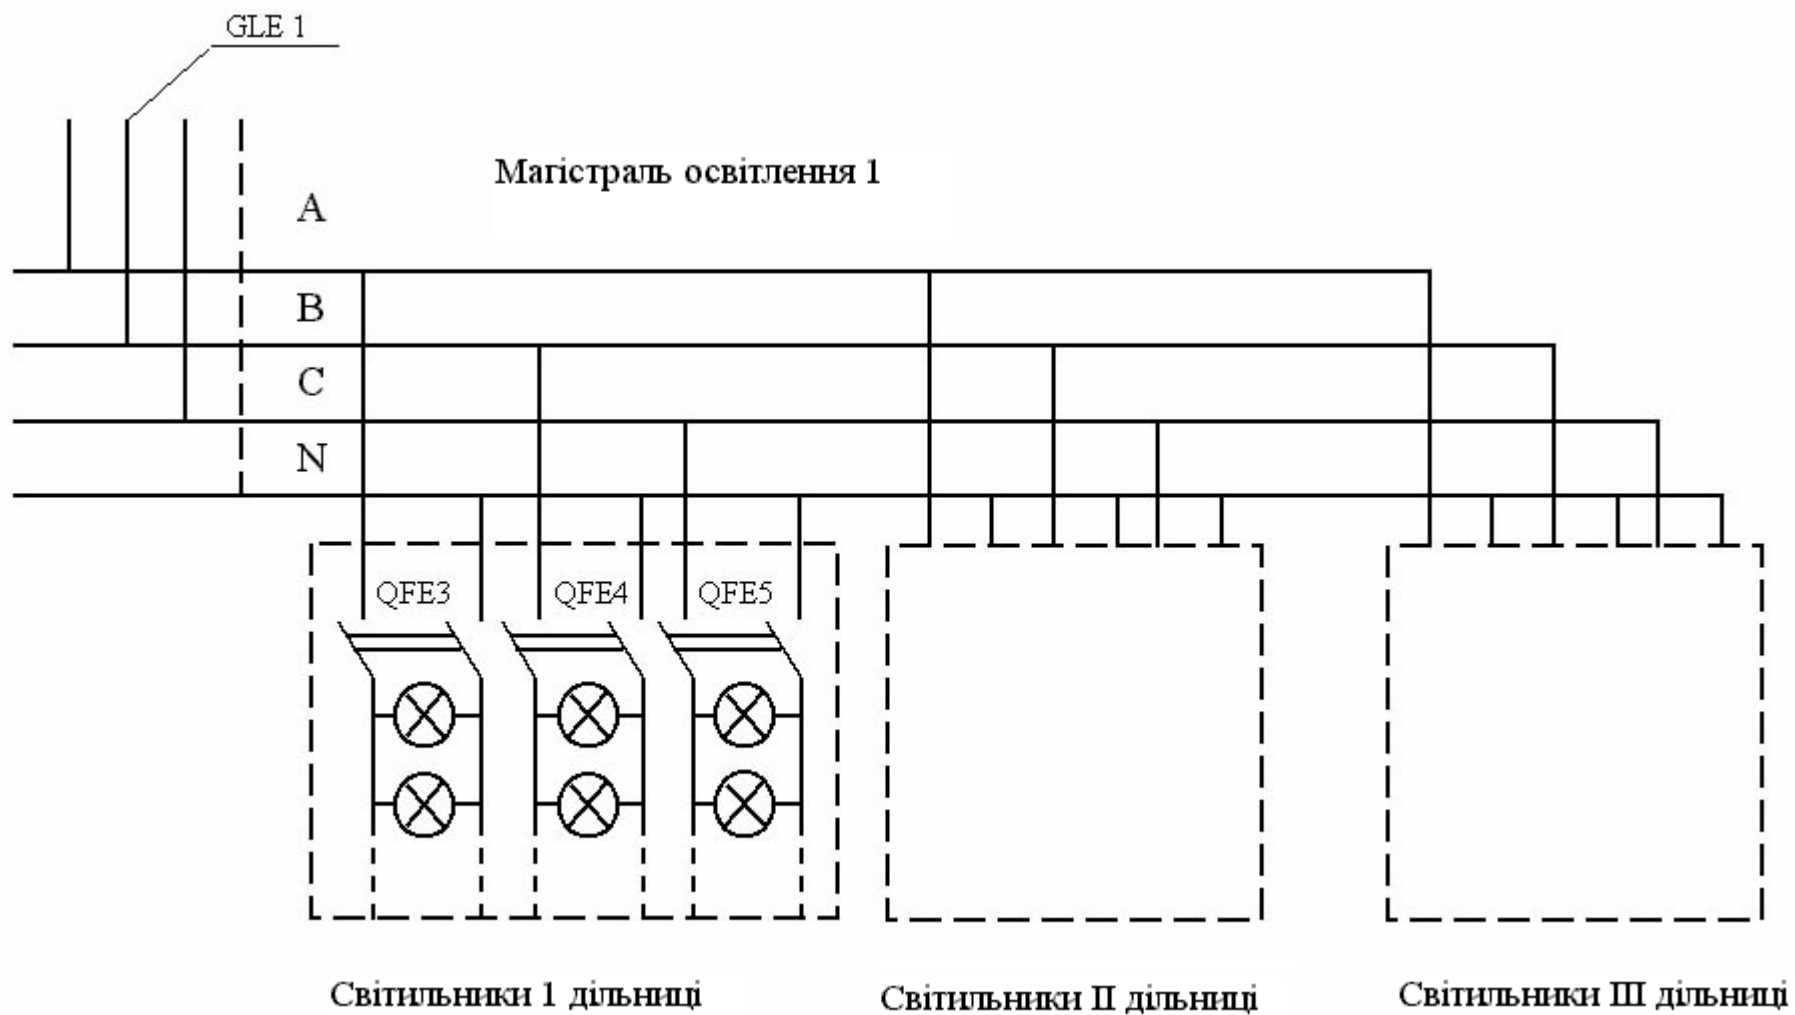 GLE 1
Магістраль освітлення 1
A
B
C
N
QFE3 QFE4 QFE5
Світильники 1 дільниці
Світильники II дільниці
Світильники III дільниці